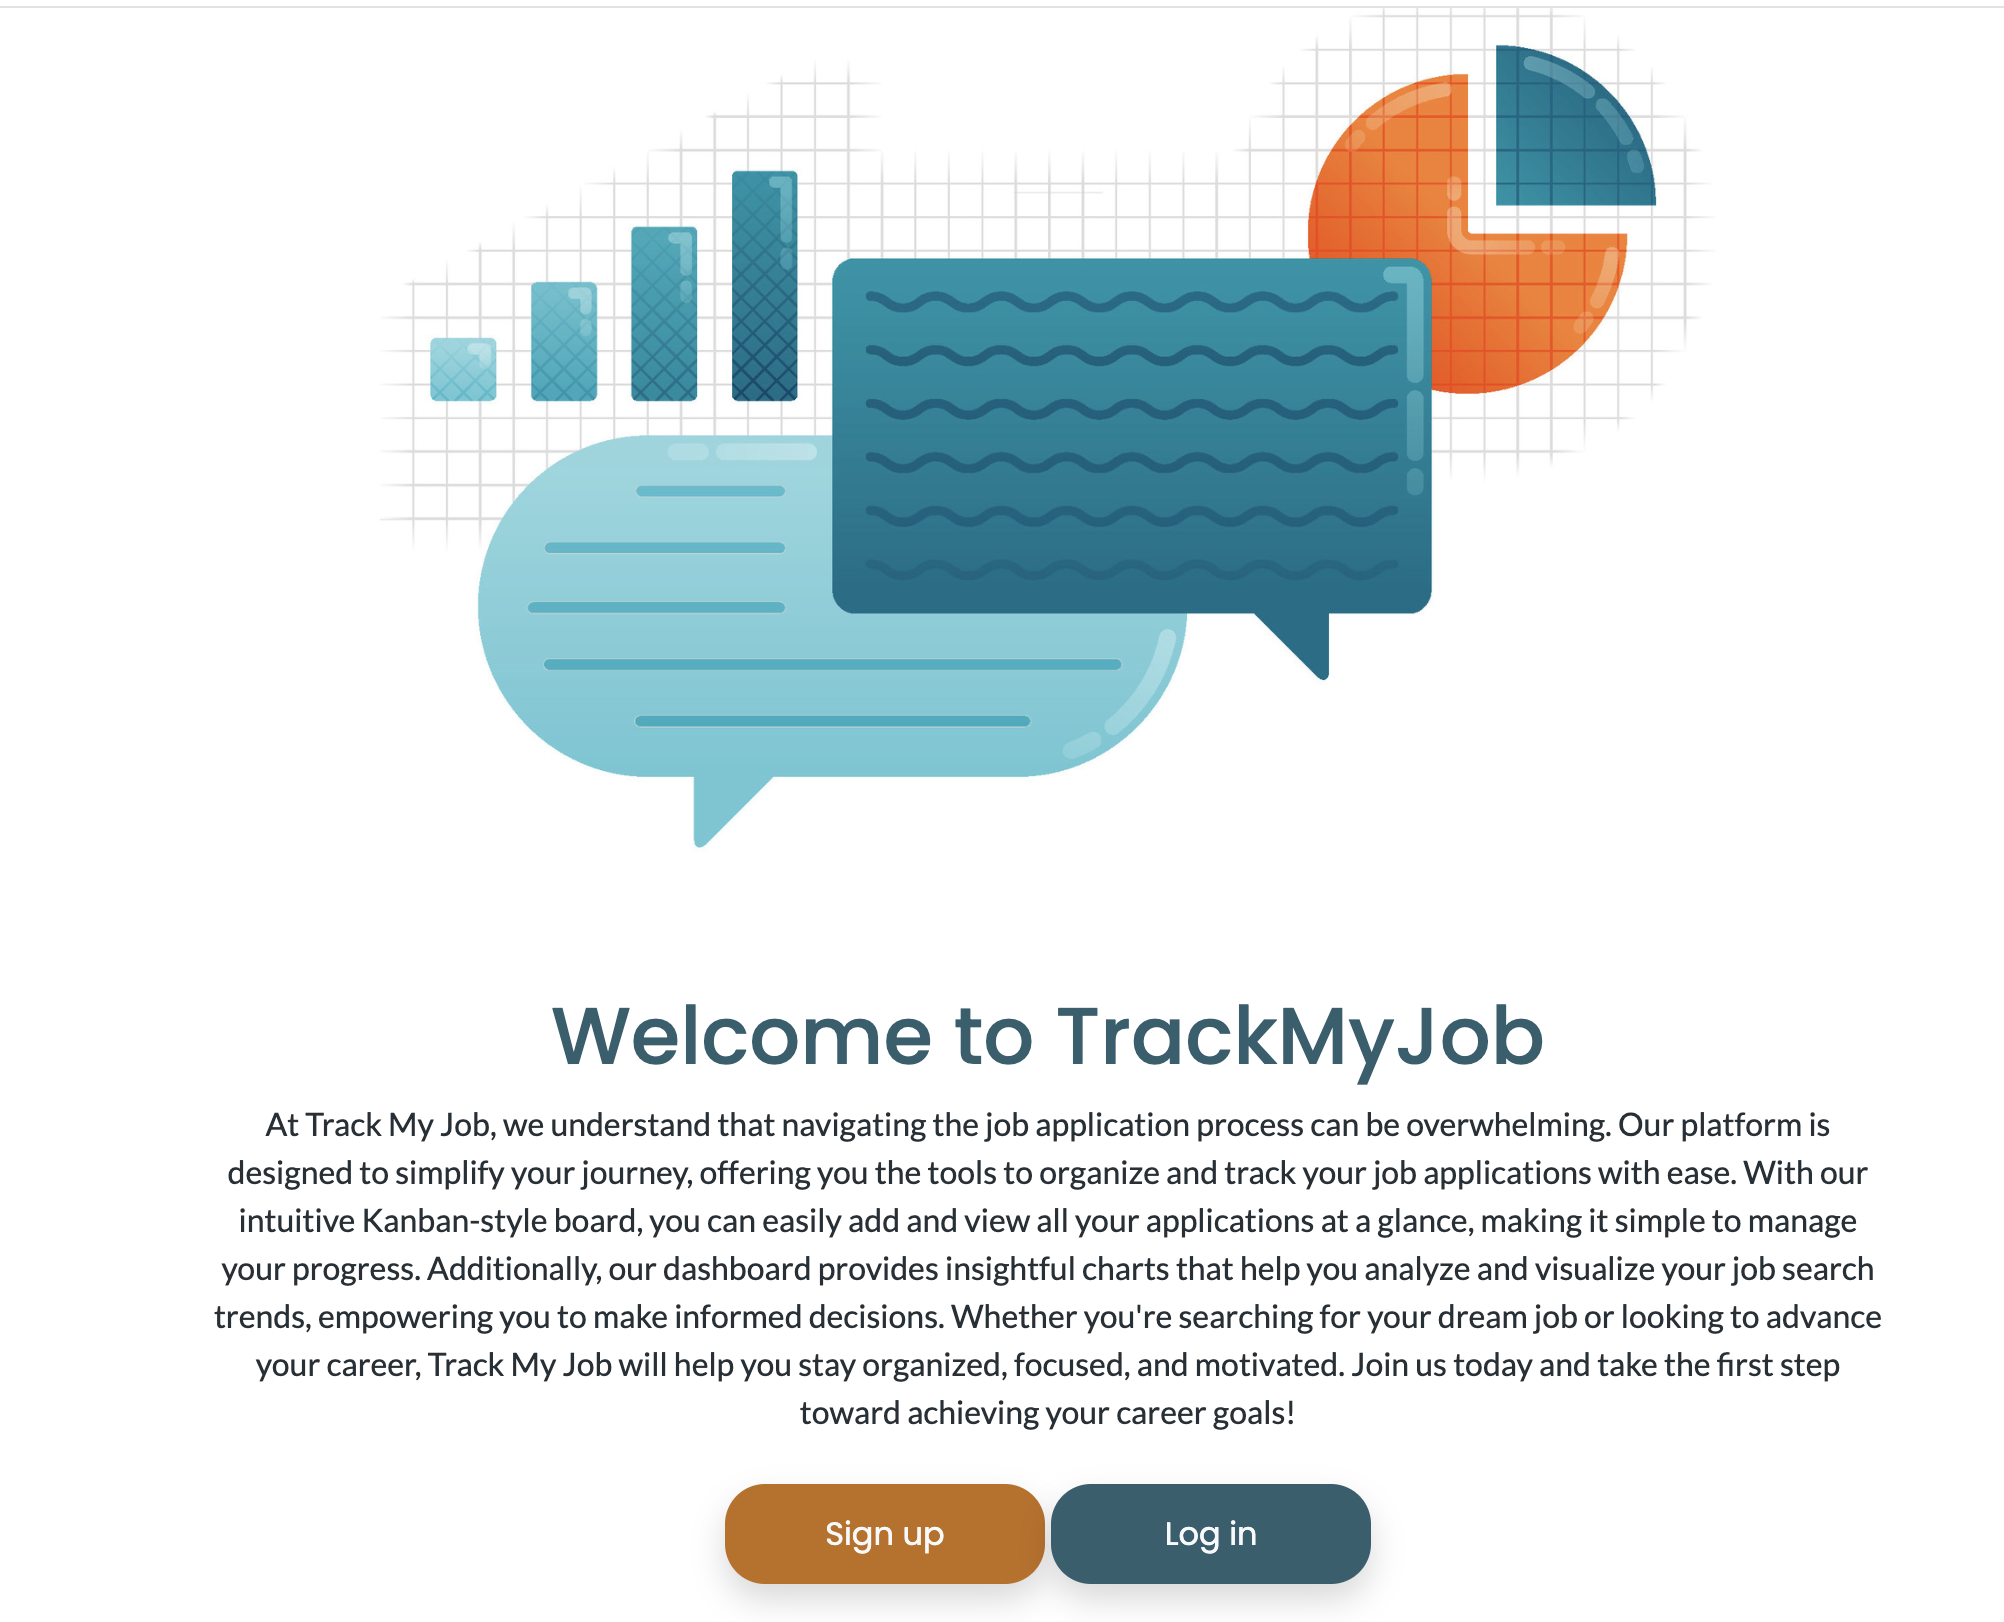 Welcome to TrackMyJob
At Track My Job, we understand that navigating the job application process can be overwhelming. Our platform is
designed to simplify your journey, offering you the tools to organize and track your job applications with ease. With our
intuitive Kanban-style board, you can easily add and view all your applications at a glance, making it simple to manage
your progress. Additionally, our dashboard provides insightful charts that help you analyze and visualize your job search
trends, empowering you to make informed decisions. Whether you're searching for your dream job or looking to advance
your career, Track My Job will help you stay organized, focused, and motivated. Join us today and take the first step
toward achieving your career goals!
Sign up
Log in